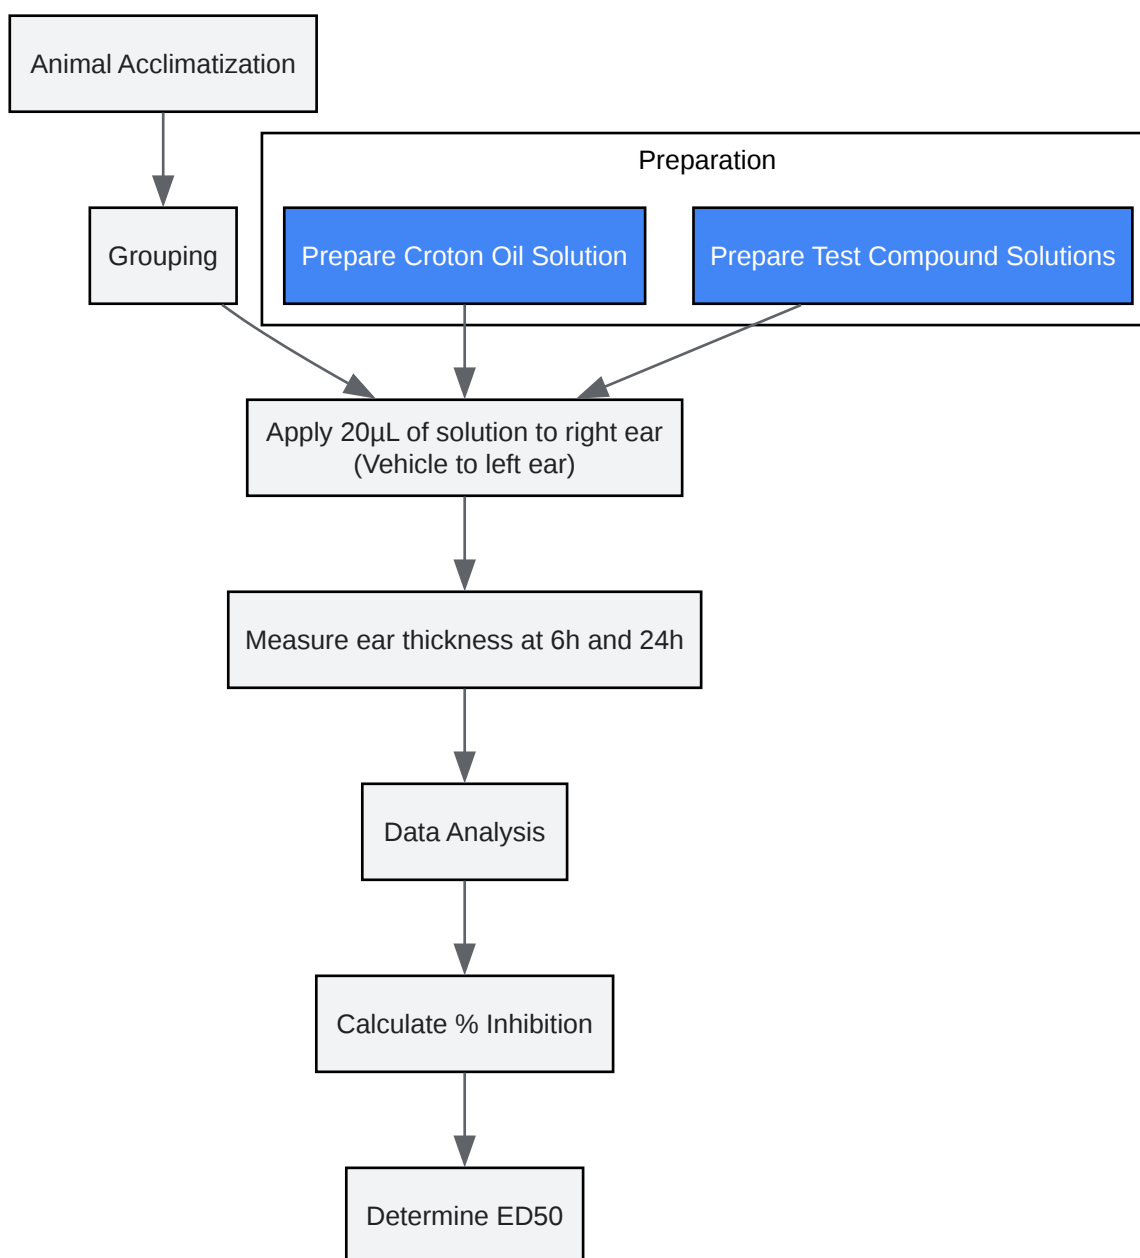 Animal Acclimatization
Preparation
Grouping
Prepare Croton Oil Solution
Prepare Test Compound Solutions
Apply 20µL of solution to right ear
(Vehicle to left ear)
Measure ear thickness at 6h and 24h
Data Analysis
Calculate % Inhibition
Determine ED50